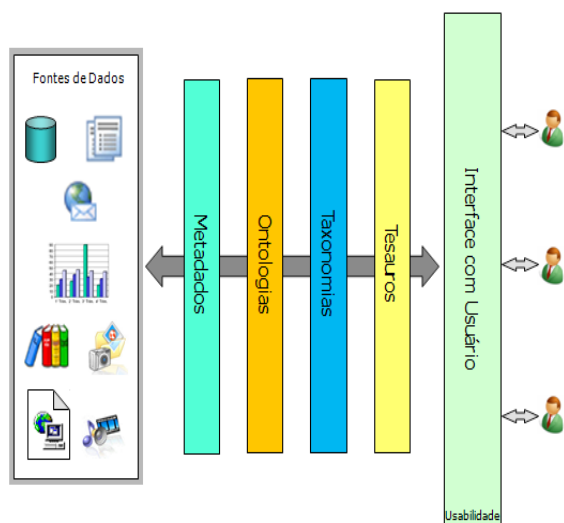 Fontes de Dados
Metadados
Ontologias
Taxonomias
Tesauros
Interface com Usuário
Usabilidade